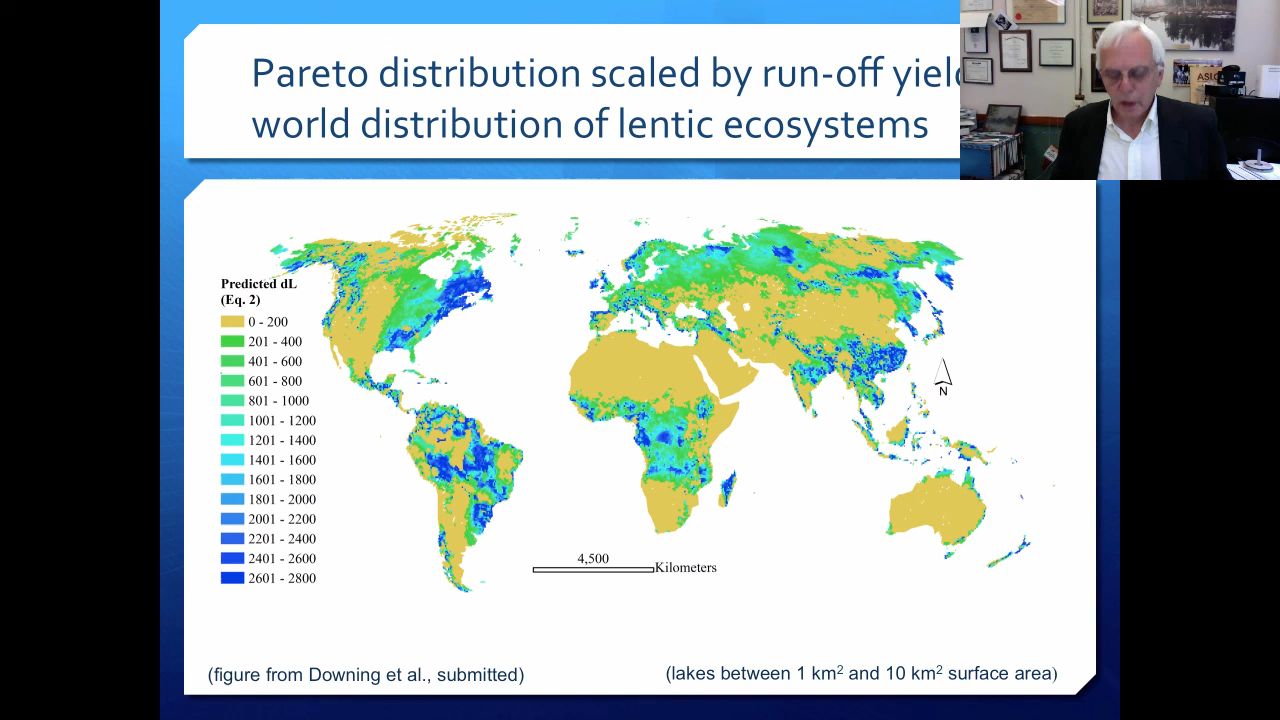 Pareto distribution scaled by run-off
world distribution of lentic ecosystems
ASLO
Predicted dL
(Eq. 2)
0 - 200
201 - 400
401 - 600
601 - 800
801 - 1000
1001 - 1200
1201 - 1400
1401 - 1600
1601 - 1800
1801 - 2000
2001 - 2200
2201 - 2400
2401 - 2600
2601 - 2800
N
4,500
Kilometers
(figure from Downing et al., submitted)
(lakes between 1 km² and 10 km² surface area)